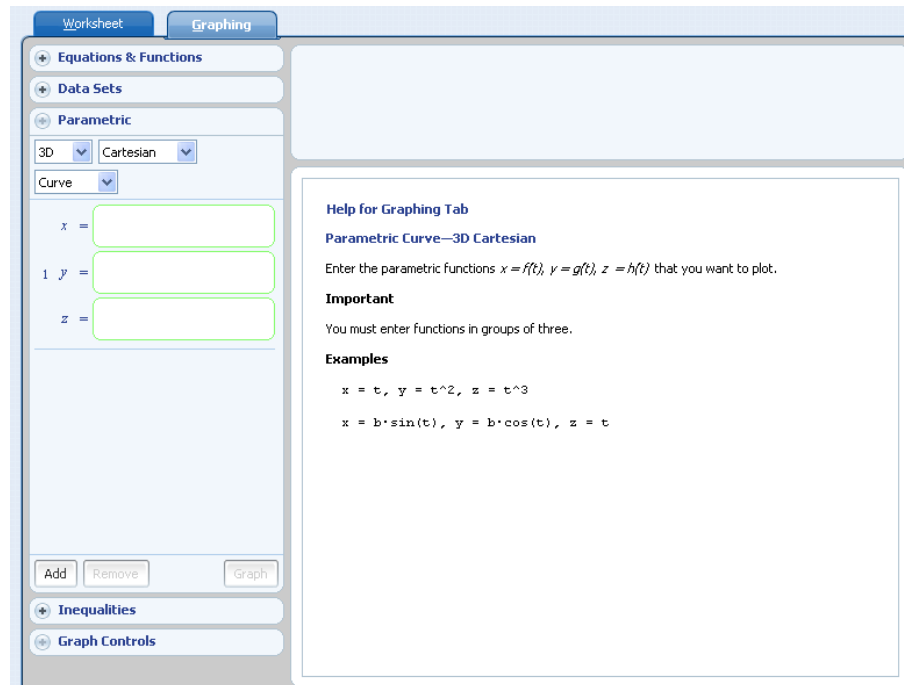 Worksheet Graphing
Equations & Functions
Data Sets
Parametric
3D Cartesian
Curve
x =
1 y =
z =
Add Remove Graph
Inequalities
Graph Controls
Help for Graphing Tab
Parametric Curve—3D Cartesian
Enter the parametric functions x = f(t), y = g(t), z = h(t) that you want to plot.
Important
You must enter functions in groups of three.
Examples
x = t, y = t^2, z = t^3
x = b·sin(t), y = b·cos(t), z = t